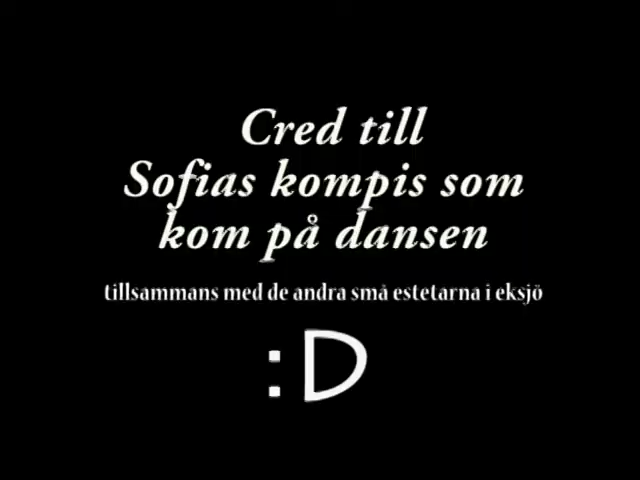 Cred till
Sofias kompis som
kom på dansen
tillsammans med de andra små estetarna i eksjö
:D